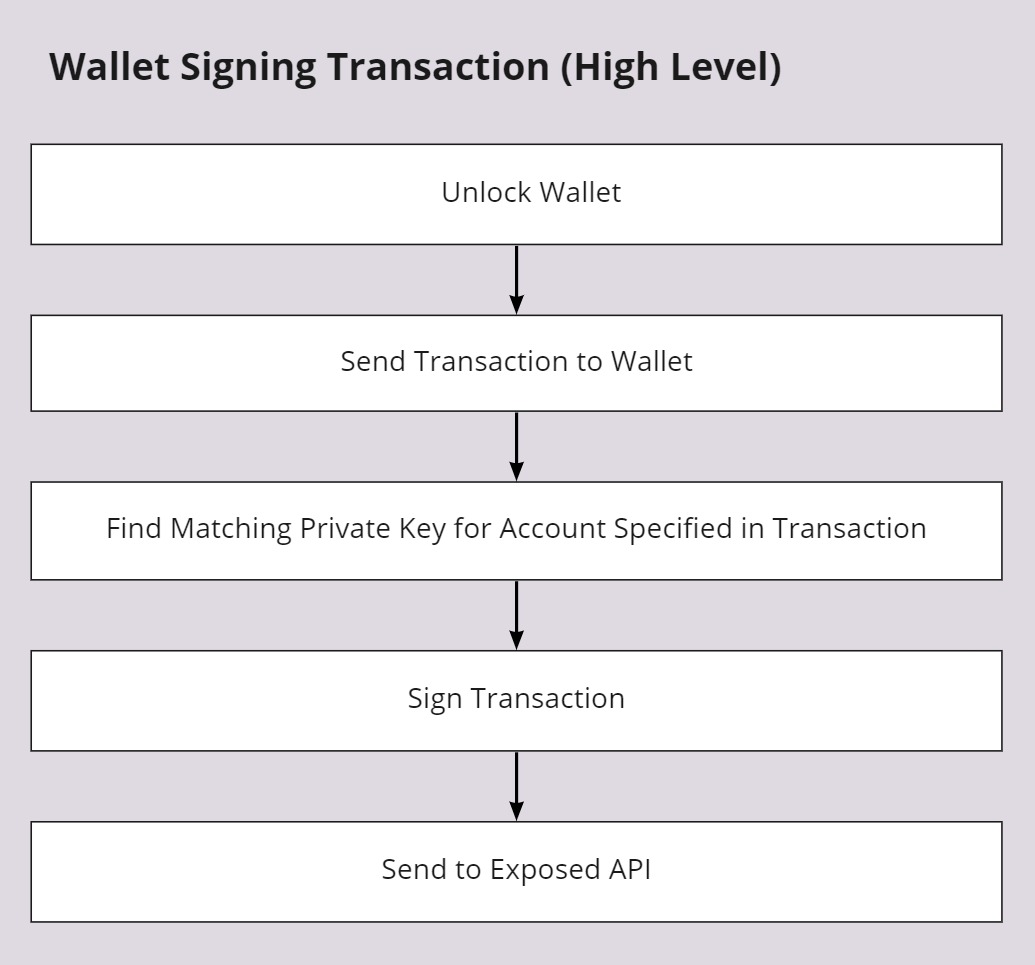 Wallet Signing Transaction (High Level)
Unlock Wallet
Send Transaction to Wallet
Find Matching Private Key for Account Specified in Transaction
Sign Transaction
Send to Exposed API